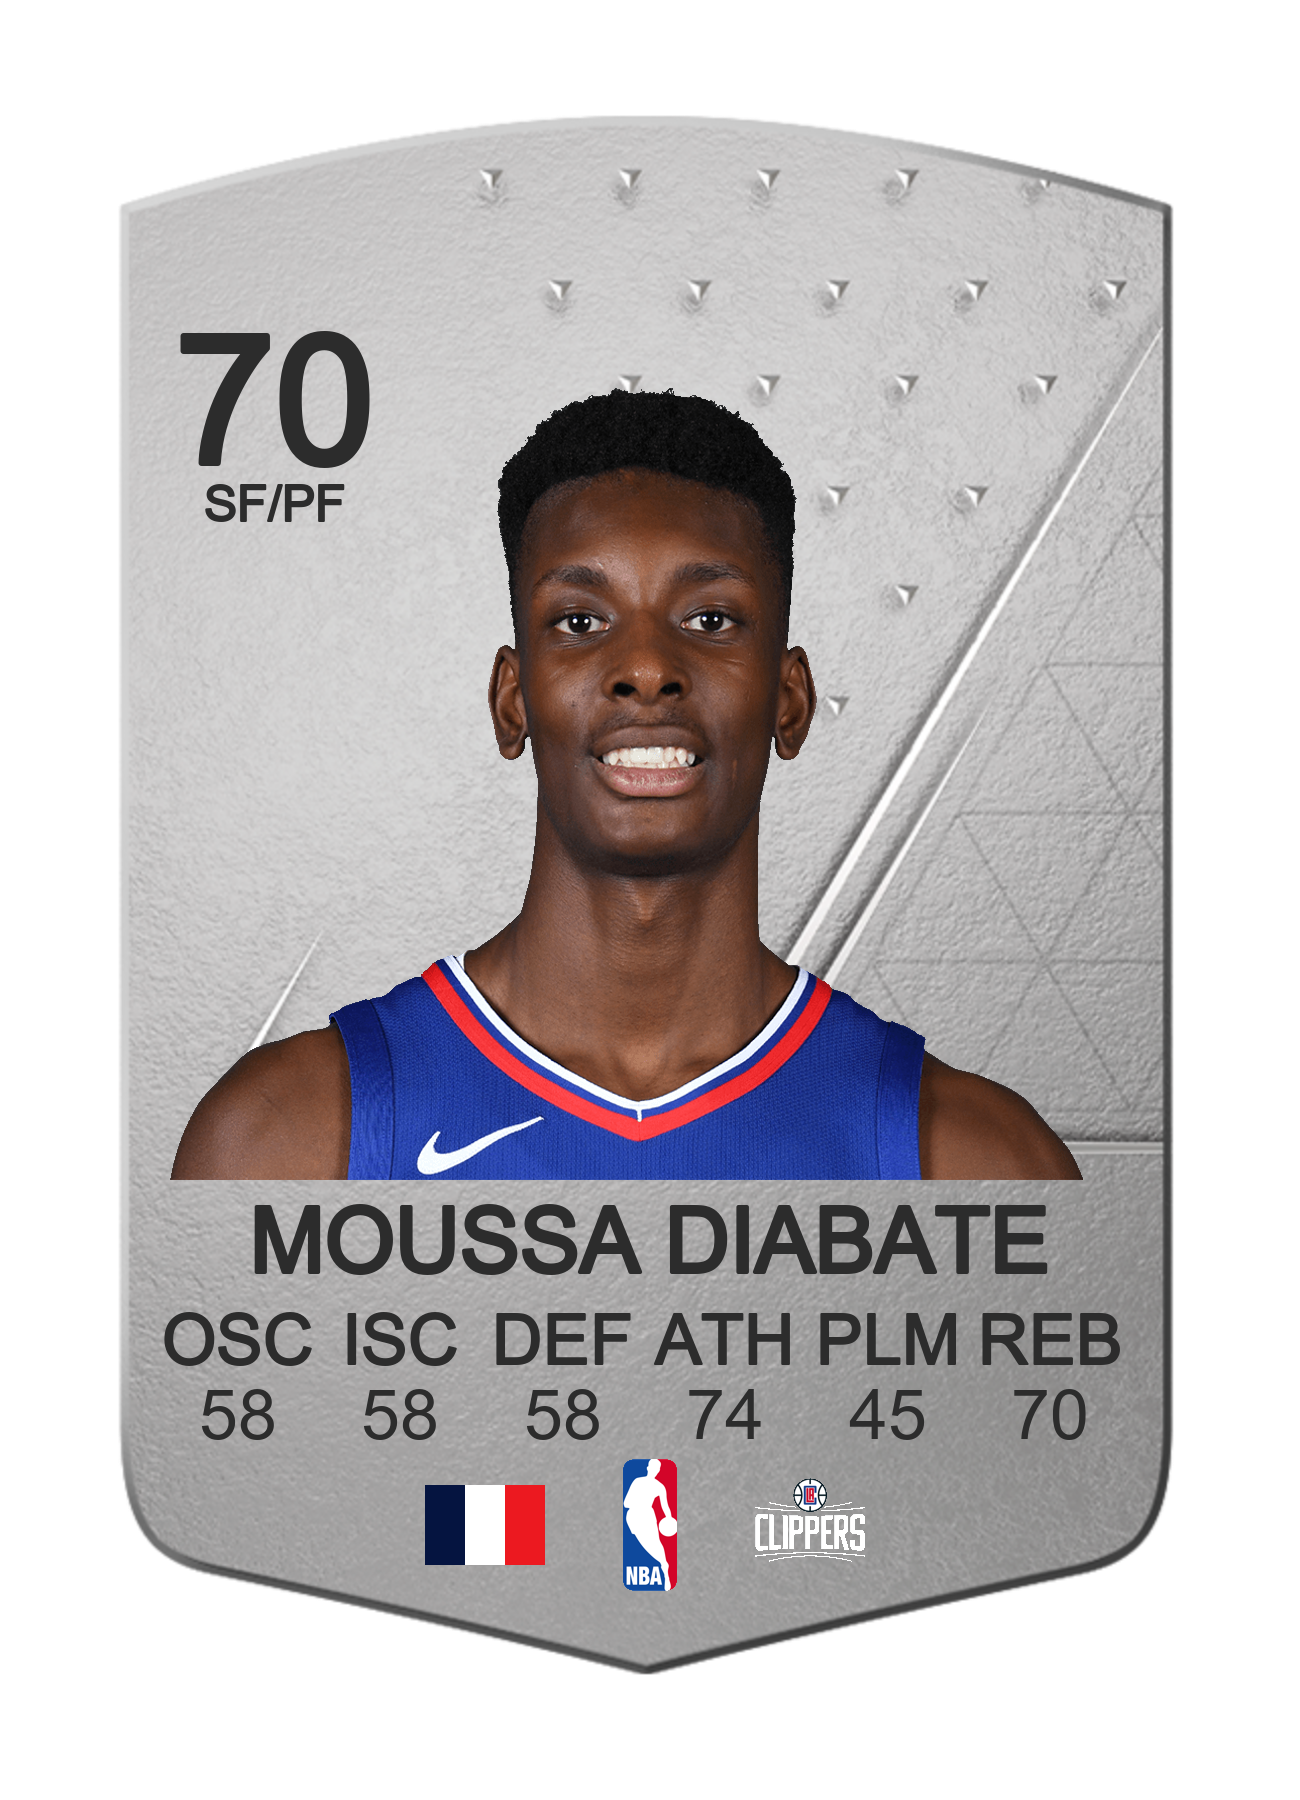 70
SF/PF
MOUSSA DIABATE
OSC ISC DEF ATH PLM REB
58 58 58 74 45 70
NBA
CLIPPERS